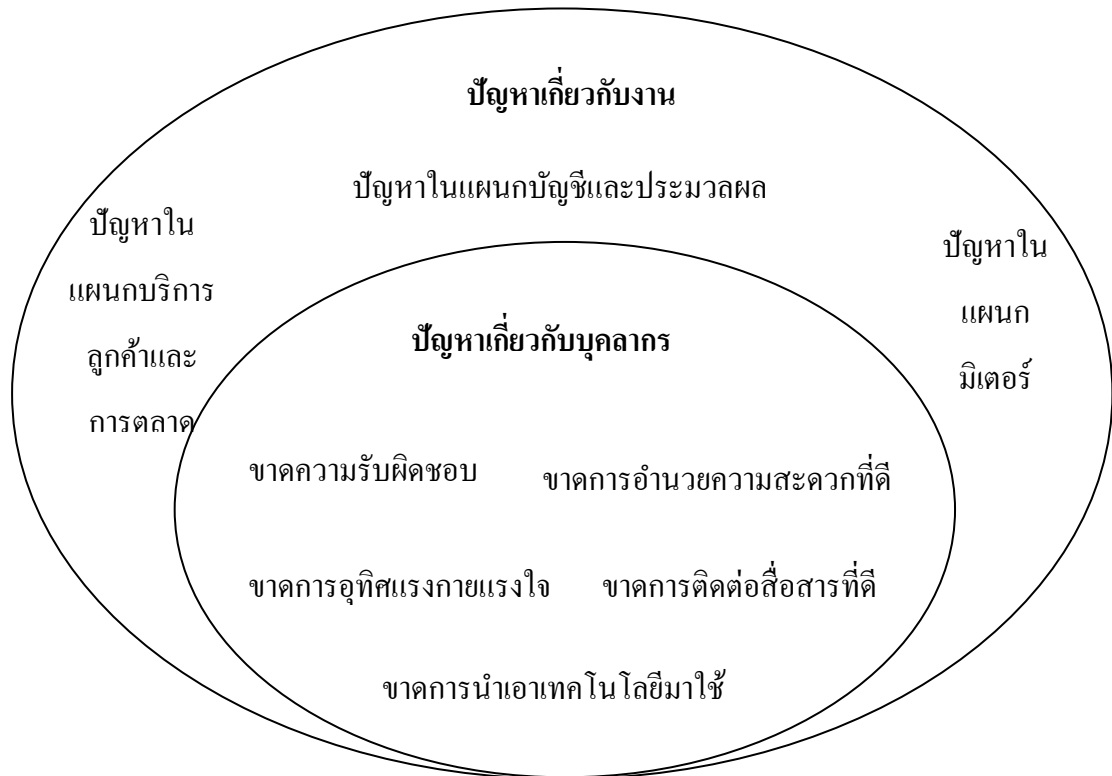 ปัญหาเกี่ยวกับงาน
ปัญหาในแผนกบัญชีและประมวลผล
ปัญหาใน
แผนกบริการ
ลูกค้าและ
การตลาด
ปัญหาใน
แผนก
มิเตอร์
ปัญหาเกี่ยวกับบุคลากร
ขาดความรับผิดชอบ
ขาดการอำนวยความสะดวกที่ดี
ขาดการอุทิศแรงกายแรงใจ
ขาดการติดต่อสื่อสารที่ดี
ขาดการนำเอาเทคโนโลยีมาใช้